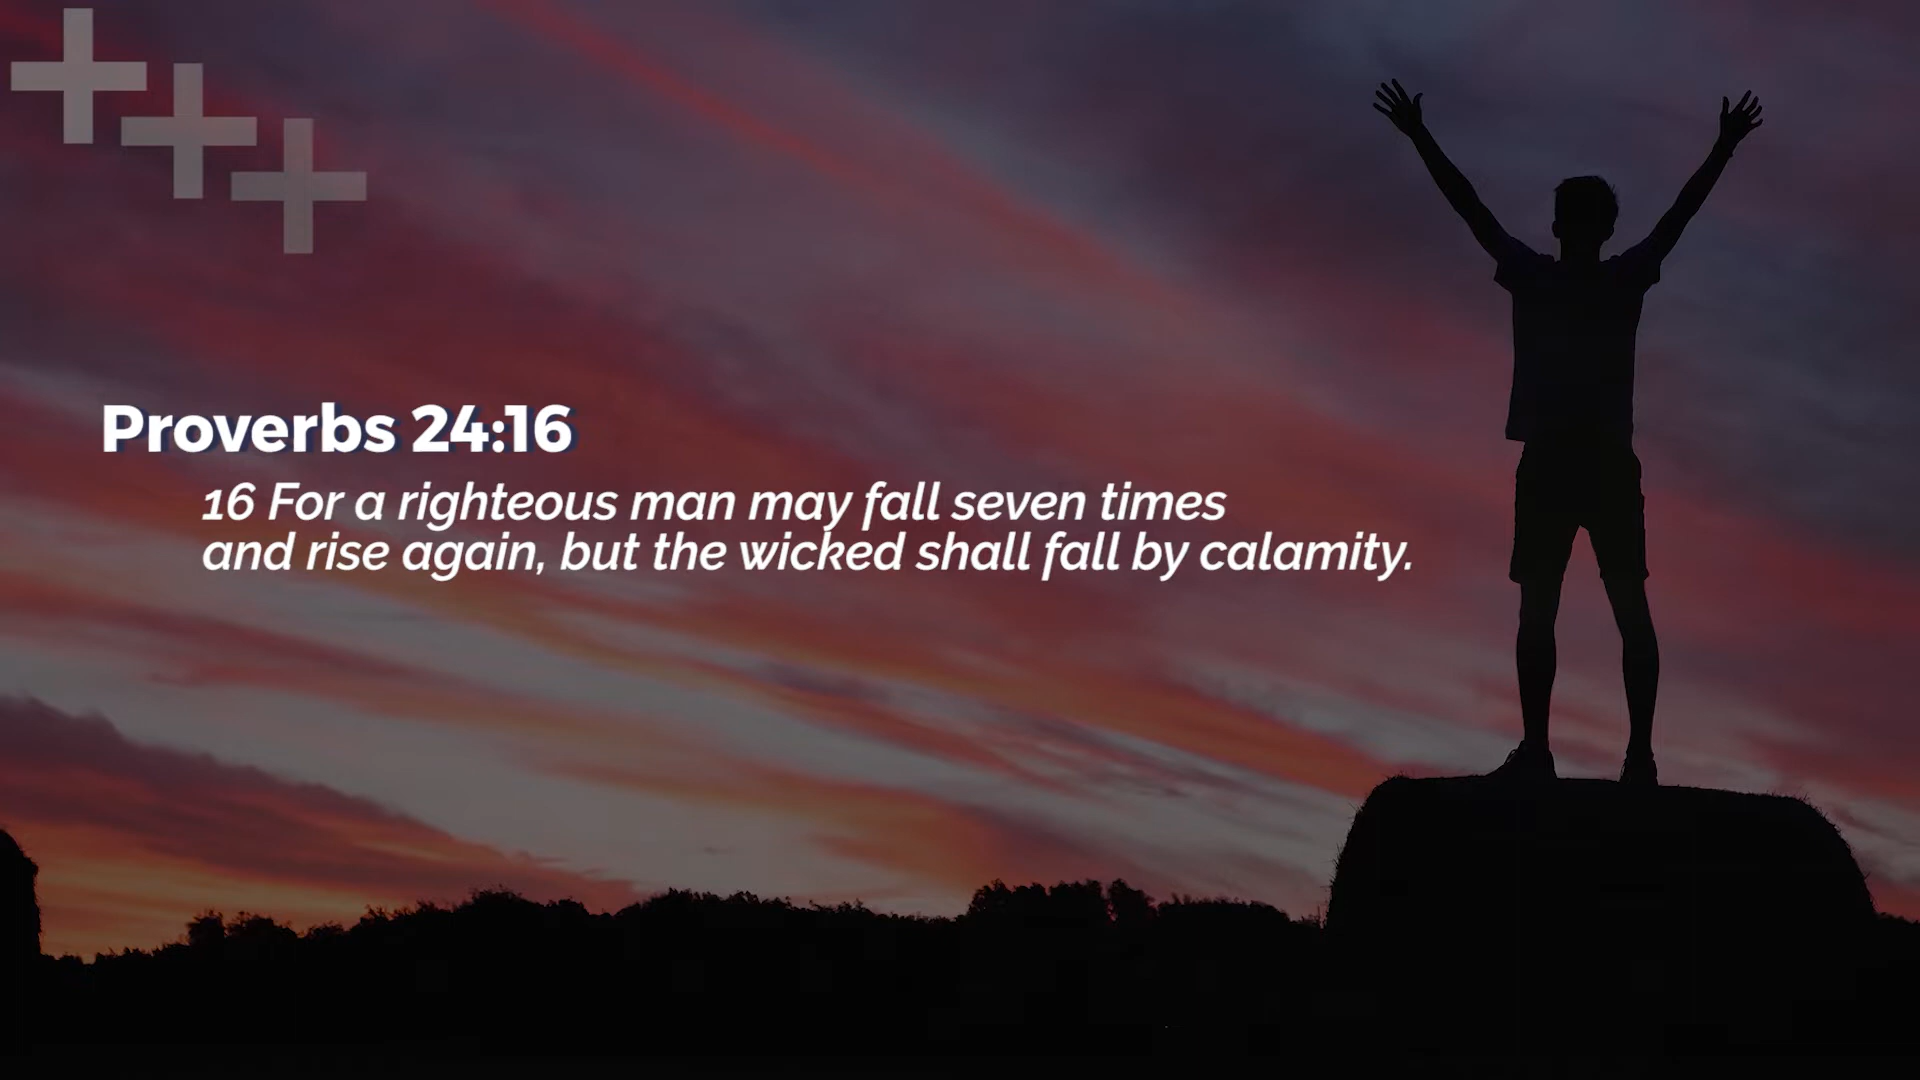 Proverbs 24:16
16 For a righteous man may fall seven times
and rise again, but the wicked shall fall by calamity.